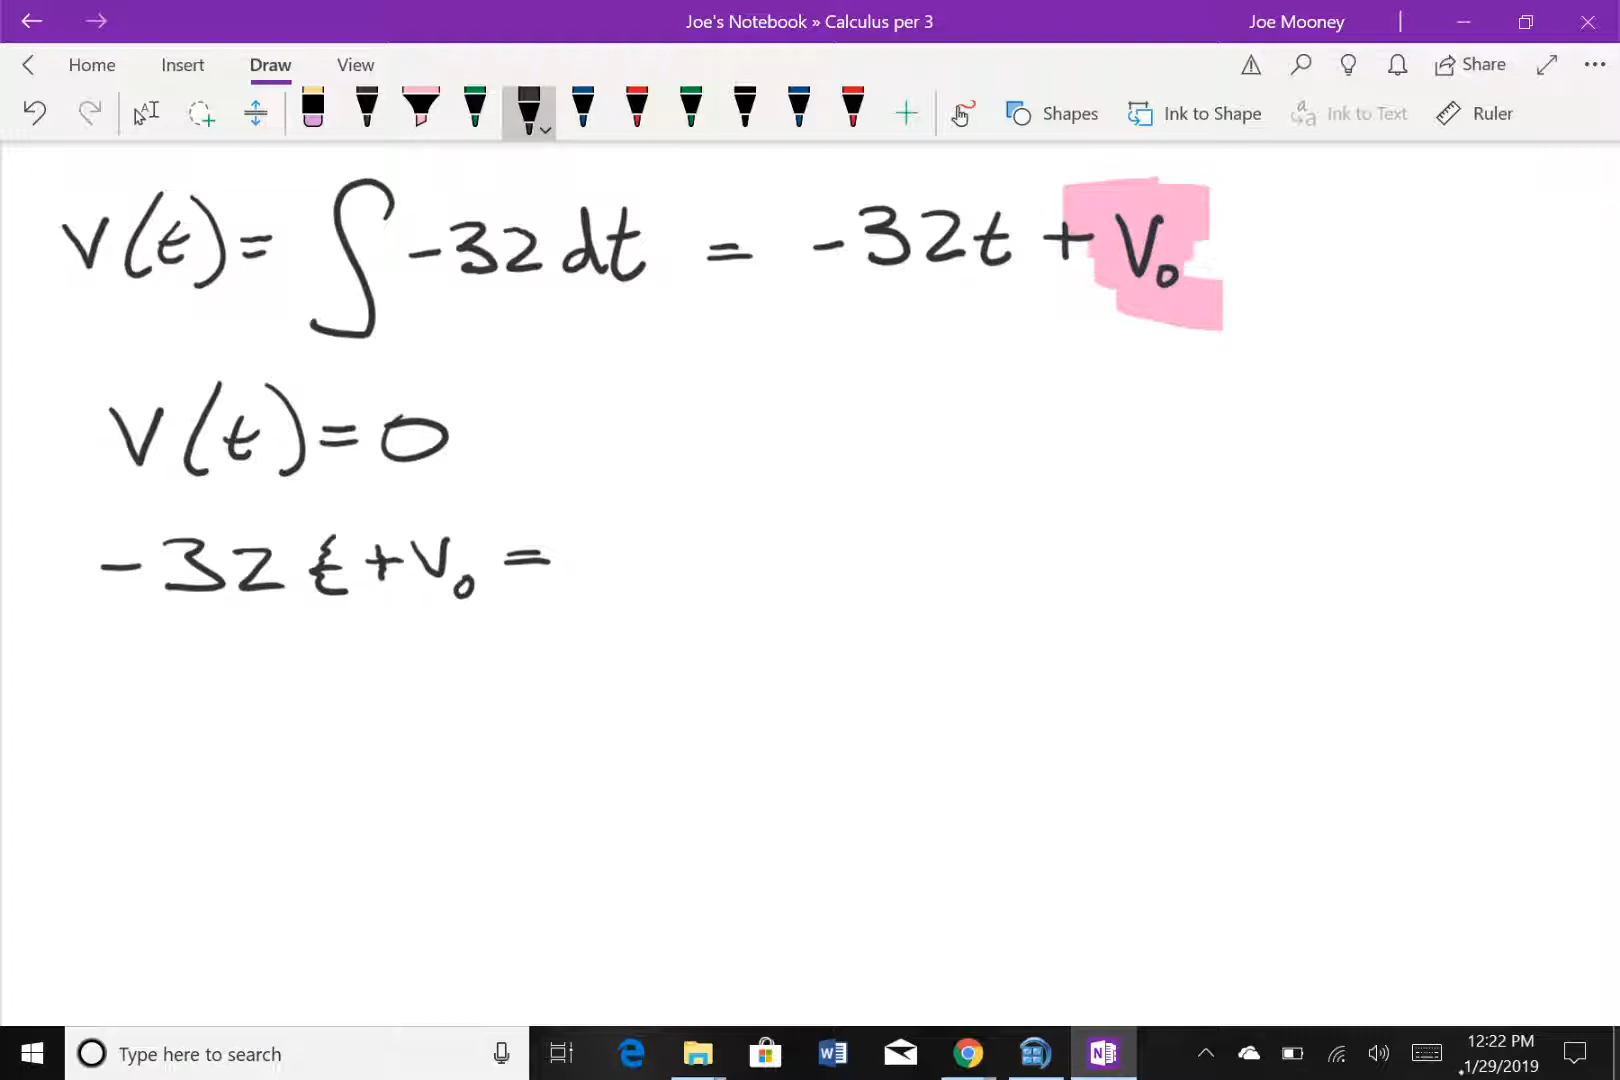 Joe's Notebook » Calculus per 3
Joe Mooney
Home Insert Draw View
Share
Shapes Ink to Shape Ink to Text Ruler
V(t) = ∫ -32 dt = -32t + V₀
V(t) = 0
-32 t + V₀ =
Type here to search
12:22 PM
1/29/2019